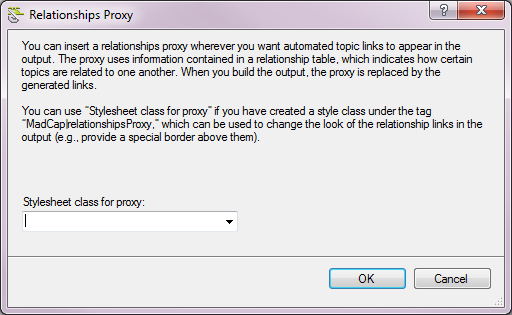 Relationships Proxy
?
You can insert a relationships proxy wherever you want automated topic links to appear in the
output. The proxy uses information contained in a relationship table, which indicates how certain
topics are related to one another. When you build the output, the proxy is replaced by the
generated links.
You can use "Stylesheet class for proxy" if you have created a style class under the tag
"MadCap|relationshipsProxy," which can be used to change the look of the relationship links in the
output (e.g., provide a special border above them).
Stylesheet class for proxy:
OK Cancel